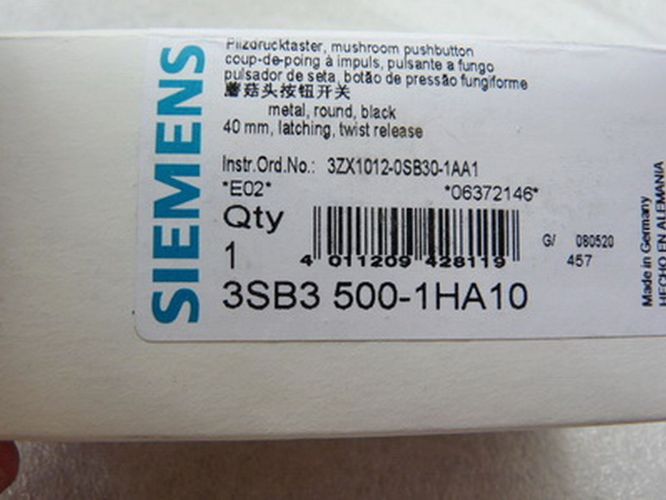 SIEMENS
Pilzdrucktaster, mushroom pushbutton
coup-de-poing à impuls, pulsante a fungo
pulsador de seta, botão de pressão fungiforme
蘑菇头按钮开关
metal, round, black
40 mm, latching, twist release
Instr.Ord.No.: 3ZX1012-0SB30-1AA1
*E02* *06372146*
Qty
1
4 011209 428119
G/ 080520
457
3SB3 500-1HA10
Made in Germany
HECHO EN ALEMANIA